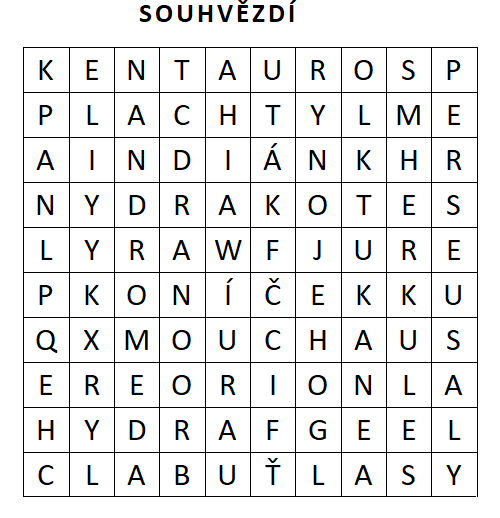 SOUHVĚZDÍ
K E N T A U R O S P
P L A C H T Y L M E
A I N D I Á N K H R
N Y D R A K O T E S
L Y R A W F J U R E
P K O N Í Č E K K U
Q X M O U C H A U S
E R E O R I O N L A
H Y D R A F G E E L
C L A B U Ť L A S Y